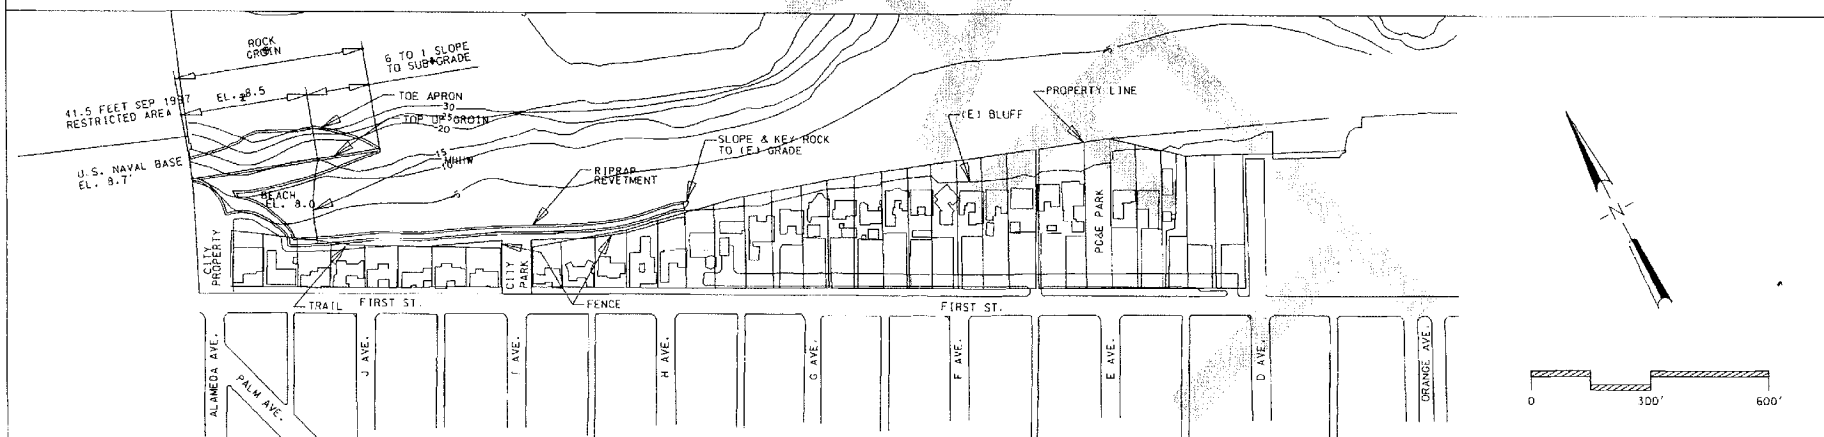 ROCK
GROIN
6 TO 1 SLOPE
TO SUBGRADE
41.5 FEET SEP 1997
RESTRICTED AREA
EL. 8.5
TOE APRON
30
25
TOP OF GROIN
20
15
MHHW
10
5
5
U.S. NAVAL BASE
EL. 8.7'
BEACH
EL. 8.0
RIPRAP
REVETMENT
SLOPE & KEY ROCK
TO (E) GRADE
(E) BLUFF
PROPERTY LINE
CITY
PROPERTY
CITY
PARK
PG&E PARK
TRAIL
FIRST ST.
FENCE
FIRST ST.
ALAMEDA AVE.
PALM AVE.
J AVE.
I AVE.
H AVE.
G AVE.
F AVE.
E AVE.
D AVE.
ORANGE AVE.
N
0 300' 600'